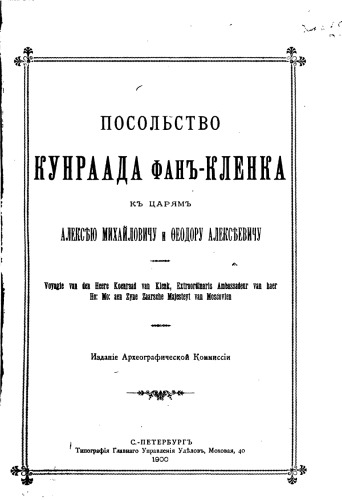 ПОСОЛЬСТВО
КУНРААДА ФАНЪ-КЛЕНКА
КЪ ЦАРЯМЪ
АЛЕКСѢЮ МИХАЙЛОВИЧУ и ѲЕОДОРУ АЛЕКСѢЕВИЧУ
Voyagie van den Heere Koenraad van Klenk, Extraordinaris Ambassadeur van haer
Ho: Mo: aen Zyne Zaarsche Majesteyt van Moscovien
Изданіе Археографической Коммиссіи
С.-ПЕТЕРБУРГЪ
Типографія Главнаго Управленія Удѣловъ, Моховая, 40
1900